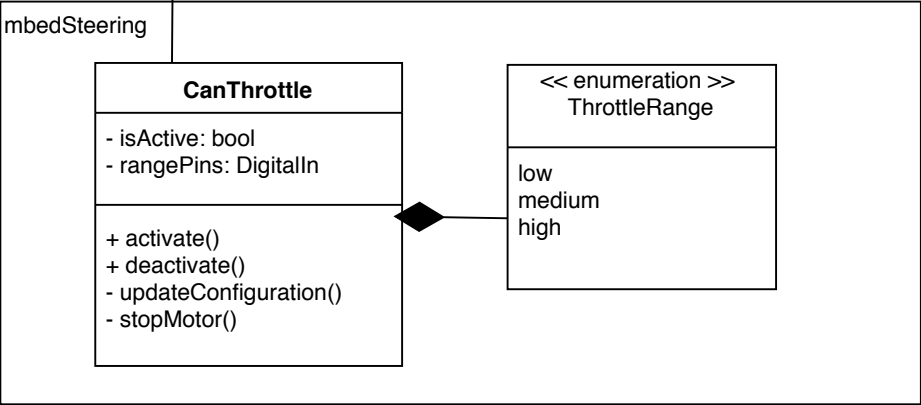 mbedSteering
CanThrottle
- isActive: bool
- rangePins: DigitalIn
+ activate()
+ deactivate()
- updateConfiguration()
- stopMotor()
<< enumeration >>
ThrottleRange
low
medium
high